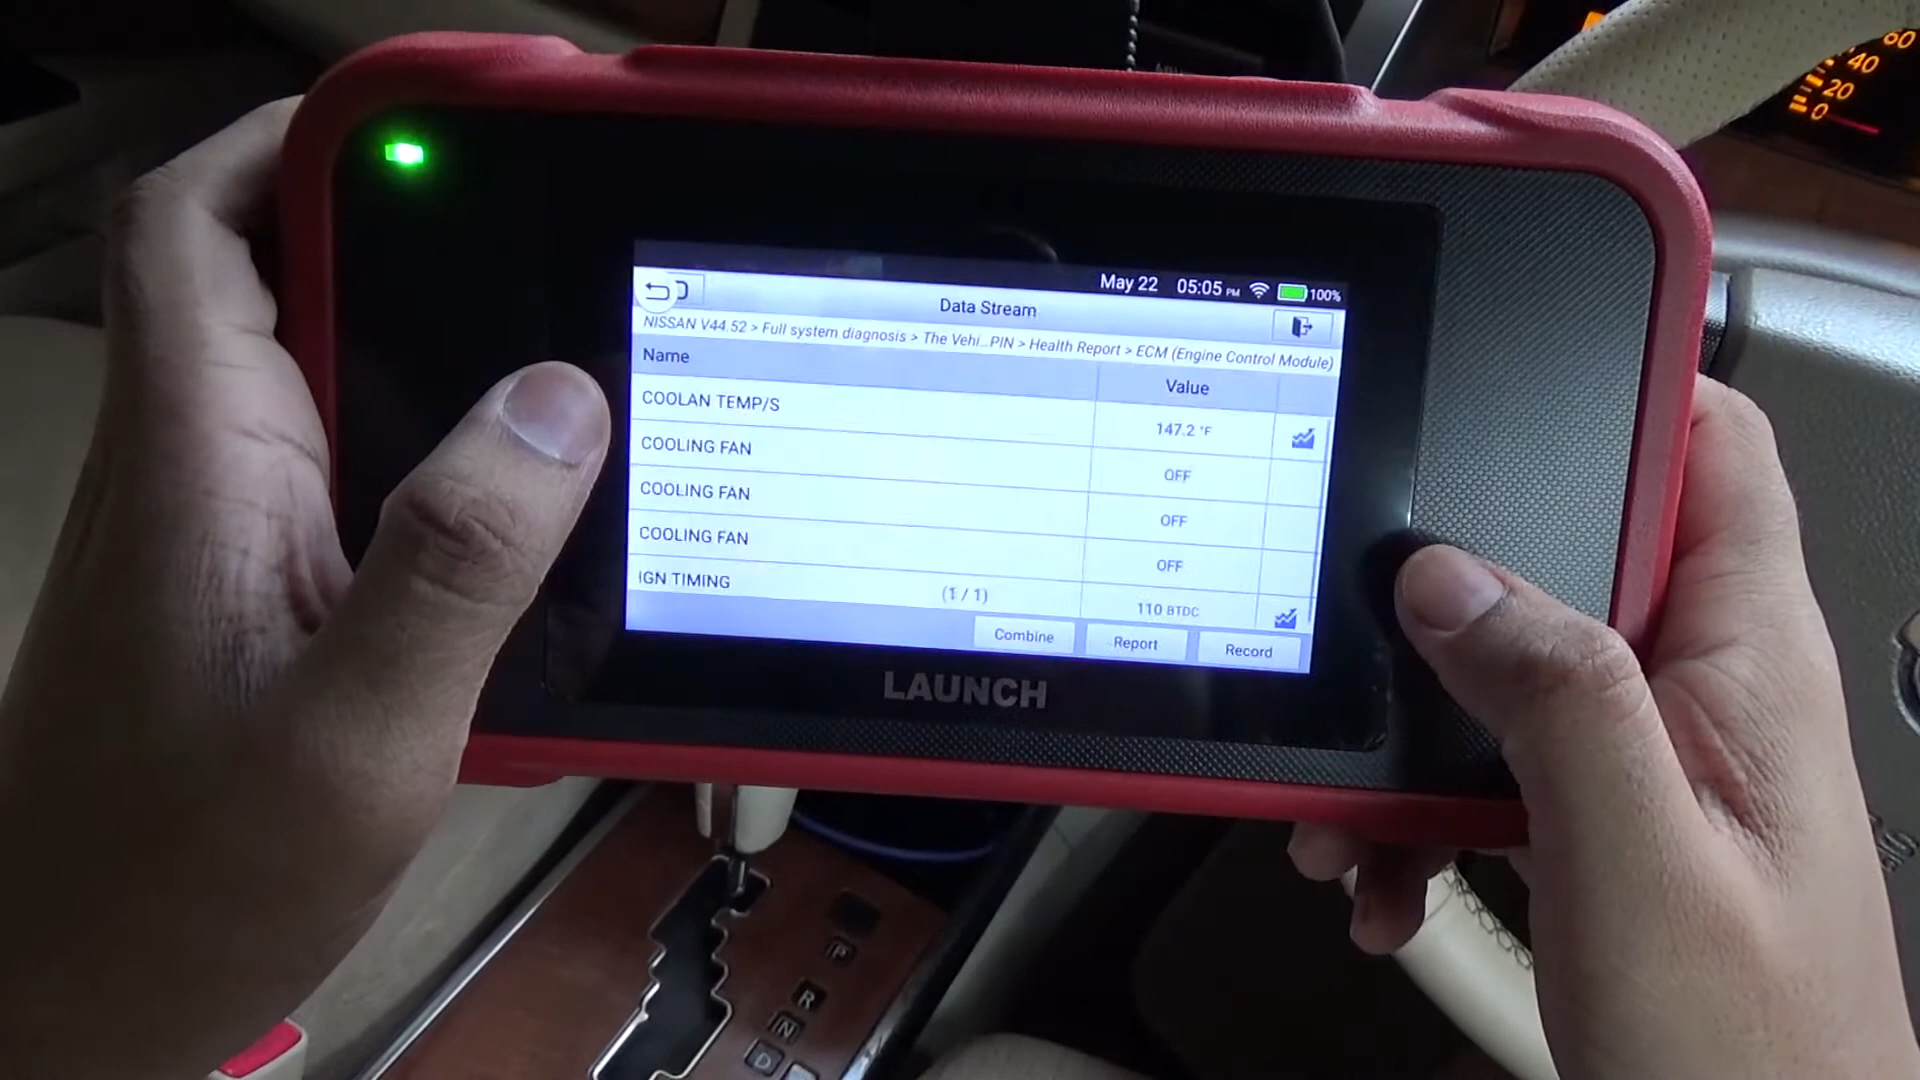 60
40
20
0
May 22 05:05 PM 100%
Data Stream
NISSAN V44.52 > Full system diagnosis > The Vehi...PIN > Health Report > ECM (Engine Control Module)
Name Value
COOLAN TEMP/S 147.2 °F
COOLING FAN OFF
COOLING FAN OFF
COOLING FAN OFF
IGN TIMING 110 BTDC
(1 / 1)
Combine Report Record
LAUNCH
P
R
N
D